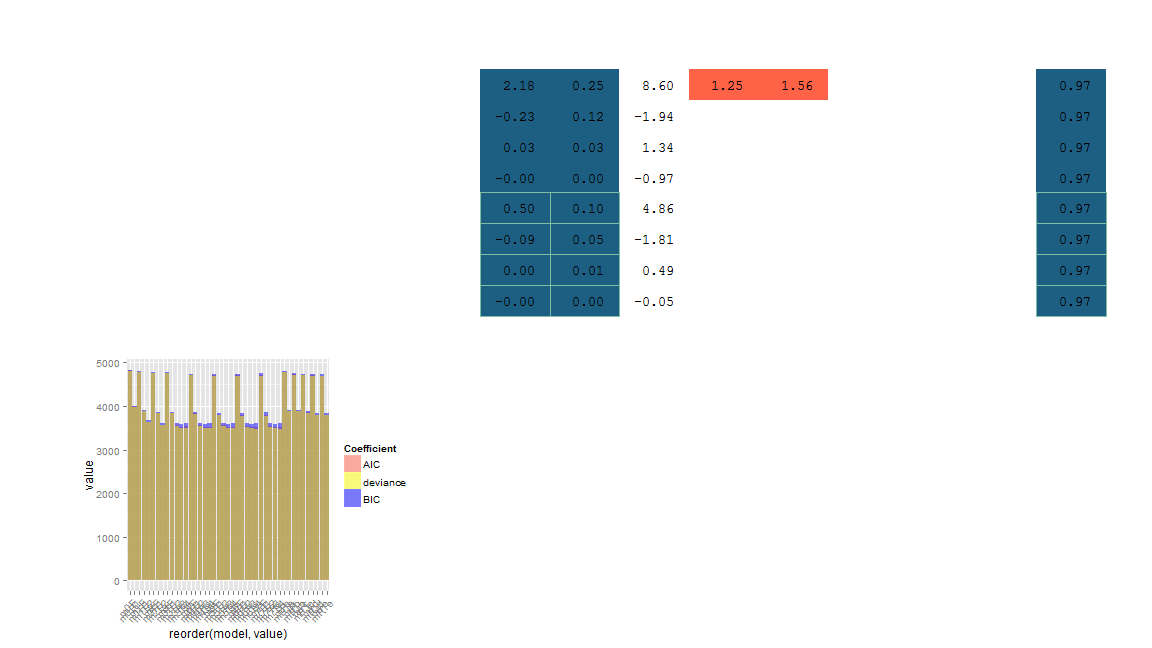 2.18 0.25 8.60 1.25 1.56 0.97
-0.23 0.12 -1.94 0.97
0.03 0.03 1.34 0.97
-0.00 0.00 -0.97 0.97
0.50 0.10 4.86 0.97
-0.09 0.05 -1.81 0.97
0.00 0.01 0.49 0.97
-0.00 0.00 -0.05 0.97
5000
4000
3000
2000
1000
0
value
reorder(model, value)
Coefficient
AIC
deviance
BIC